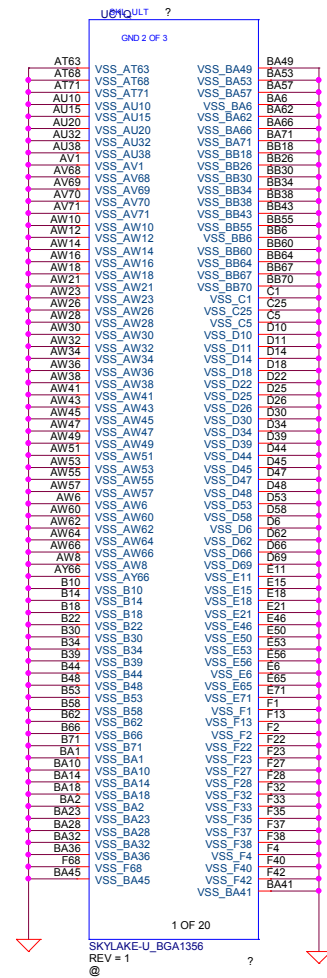 UC1Q
SKL_ULT
?
GND 2 OF 3
AT63 VSS_AT63 VSS_BA49 BA49
AT68 VSS_AT68 VSS_BA53 BA53
AT71 VSS_AT71 VSS_BA57 BA57
AU10 VSS_AU10 VSS_BA6 BA6
AU15 VSS_AU15 VSS_BA62 BA62
AU20 VSS_AU20 VSS_BA66 BA66
AU32 VSS_AU32 VSS_BA71 BA71
AU38 VSS_AU38 VSS_BB18 BB18
AV1 VSS_AV1 VSS_BB26 BB26
AV68 VSS_AV68 VSS_BB30 BB30
AV69 VSS_AV69 VSS_BB34 BB34
AV70 VSS_AV70 VSS_BB38 BB38
AV71 VSS_AV71 VSS_BB43 BB43
AW10 VSS_AW10 VSS_BB55 BB55
AW12 VSS_AW12 VSS_BB6 BB6
AW14 VSS_AW14 VSS_BB60 BB60
AW16 VSS_AW16 VSS_BB64 BB64
AW18 VSS_AW18 VSS_BB67 BB67
AW21 VSS_AW21 VSS_BB70 BB70
AW23 VSS_AW23 VSS_C1 C1
AW26 VSS_AW26 VSS_C25 C25
AW28 VSS_AW28 VSS_C5 C5
AW30 VSS_AW30 VSS_D10 D10
AW32 VSS_AW32 VSS_D11 D11
AW34 VSS_AW34 VSS_D14 D14
AW36 VSS_AW36 VSS_D18 D18
AW38 VSS_AW38 VSS_D22 D22
AW41 VSS_AW41 VSS_D25 D25
AW43 VSS_AW43 VSS_D26 D26
AW45 VSS_AW45 VSS_D30 D30
AW47 VSS_AW47 VSS_D34 D34
AW49 VSS_AW49 VSS_D39 D39
AW51 VSS_AW51 VSS_D44 D44
AW53 VSS_AW53 VSS_D45 D45
AW55 VSS_AW55 VSS_D47 D47
AW57 VSS_AW57 VSS_D48 D48
AW6 VSS_AW6 VSS_D53 D53
AW60 VSS_AW60 VSS_D58 D58
AW62 VSS_AW62 VSS_D6 D6
AW64 VSS_AW64 VSS_D62 D62
AW66 VSS_AW66 VSS_D66 D66
AW8 VSS_AW8 VSS_D69 D69
AY66 VSS_AY66 VSS_E11 E11
B10 VSS_B10 VSS_E15 E15
B14 VSS_B14 VSS_E18 E18
B18 VSS_B18 VSS_E21 E21
B22 VSS_B22 VSS_E46 E46
B30 VSS_B30 VSS_E50 E50
B34 VSS_B34 VSS_E53 E53
B39 VSS_B39 VSS_E56 E56
B44 VSS_B44 VSS_E6 E6
B48 VSS_B48 VSS_E65 E65
B53 VSS_B53 VSS_E71 E71
B58 VSS_B58 VSS_F1 F1
B62 VSS_B62 VSS_F13 F13
B66 VSS_B66 VSS_F2 F2
B71 VSS_B71 VSS_F22 F22
BA1 VSS_BA1 VSS_F23 F23
BA10 VSS_BA10 VSS_F27 F27
BA14 VSS_BA14 VSS_F28 F28
BA18 VSS_BA18 VSS_F32 F32
BA2 VSS_BA2 VSS_F33 F33
BA23 VSS_BA23 VSS_F35 F35
BA28 VSS_BA28 VSS_F37 F37
BA32 VSS_BA32 VSS_F38 F38
BA36 VSS_BA36 VSS_F4 F4
F68 VSS_F68 VSS_F40 F40
BA45 VSS_BA45 VSS_F42 F42
VSS_BA41 BA41
1 OF 20
SKYLAKE-U_BGA1356
REV = 1
?
@